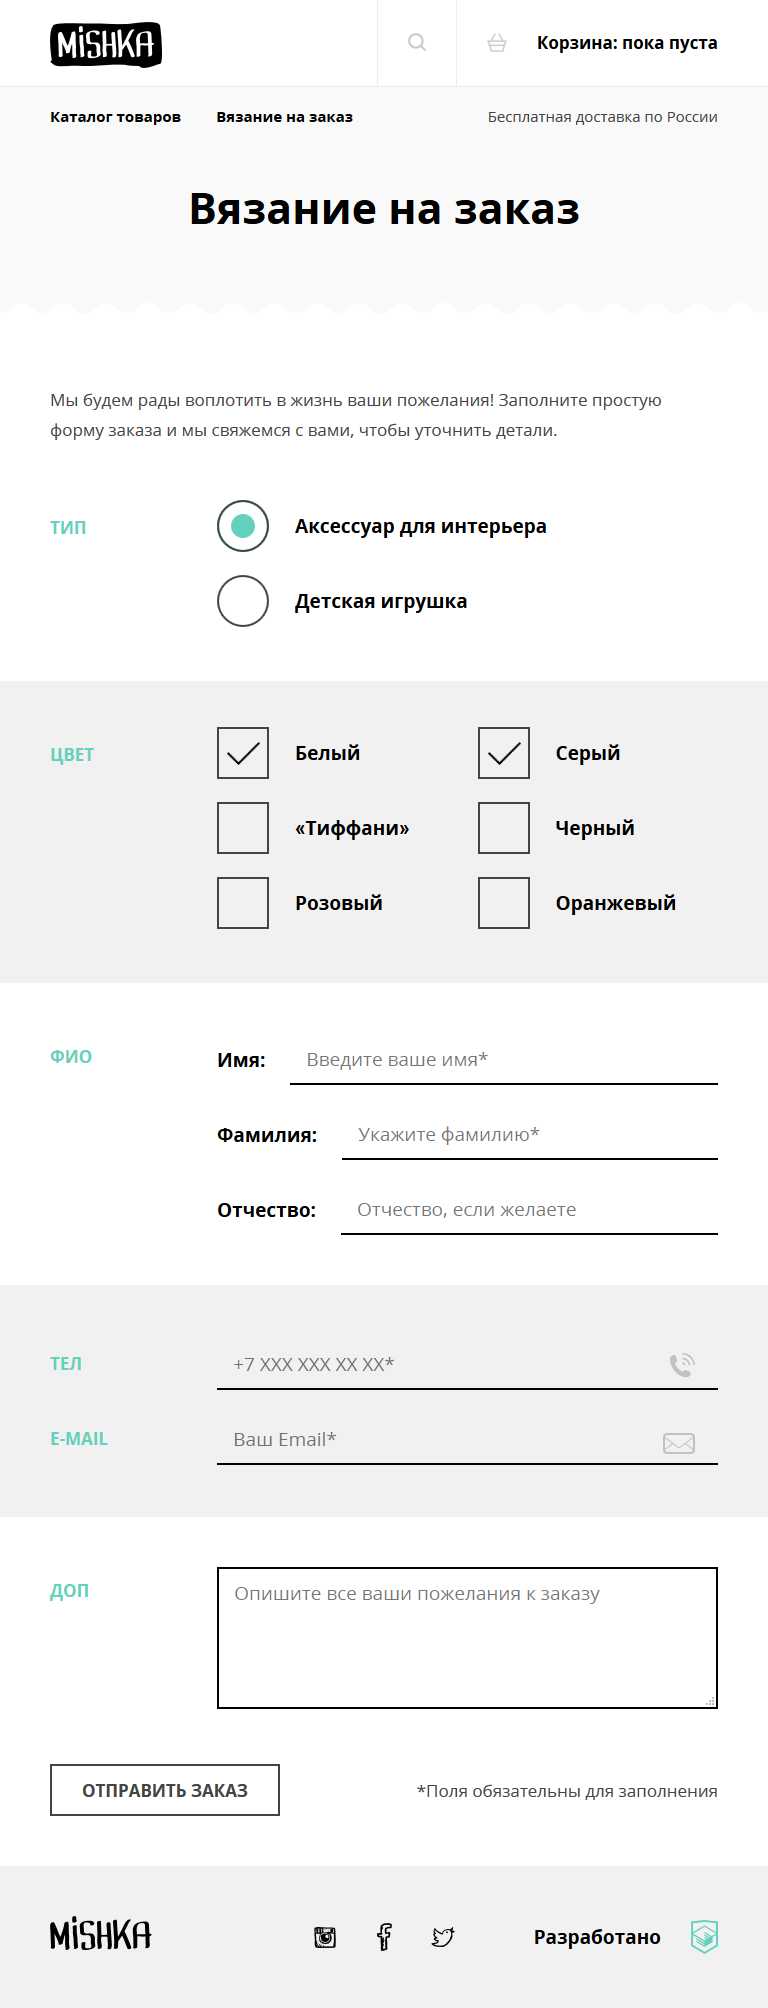 MiSHKA
Корзина: пока пуста
Каталог товаров
Вязание на заказ
Бесплатная доставка по России
Вязание на заказ
Мы будем рады воплотить в жизнь ваши пожелания! Заполните простую
форму заказа и мы свяжемся с вами, чтобы уточнить детали.
ТИП
Аксессуар для интерьера
Детская игрушка
ЦВЕТ
Белый
Серый
«Тиффани»
Черный
Розовый
Оранжевый
ФИО
Имя:
Введите ваше имя*
Фамилия:
Укажите фамилию*
Отчество:
Отчество, если желаете
ТЕЛ
+7 XXX XXX XX XX*
E-MAIL
Ваш Email*
ДОП
Опишите все ваши пожелания к заказу
ОТПРАВИТЬ ЗАКАЗ
*Поля обязательны для заполнения
MiSHKA
Разработано